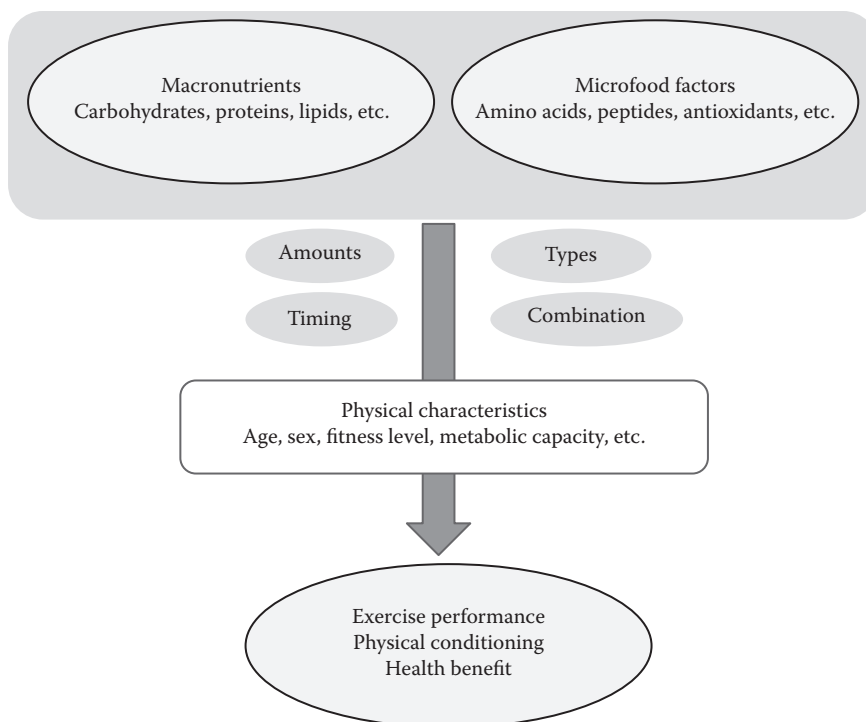 Macronutrients
Carbohydrates, proteins, lipids, etc.
Microfood factors
Amino acids, peptides, antioxidants, etc.
Amounts
Types
Timing
Combination
Physical characteristics
Age, sex, fitness level, metabolic capacity, etc.
Exercise performance
Physical conditioning
Health benefit